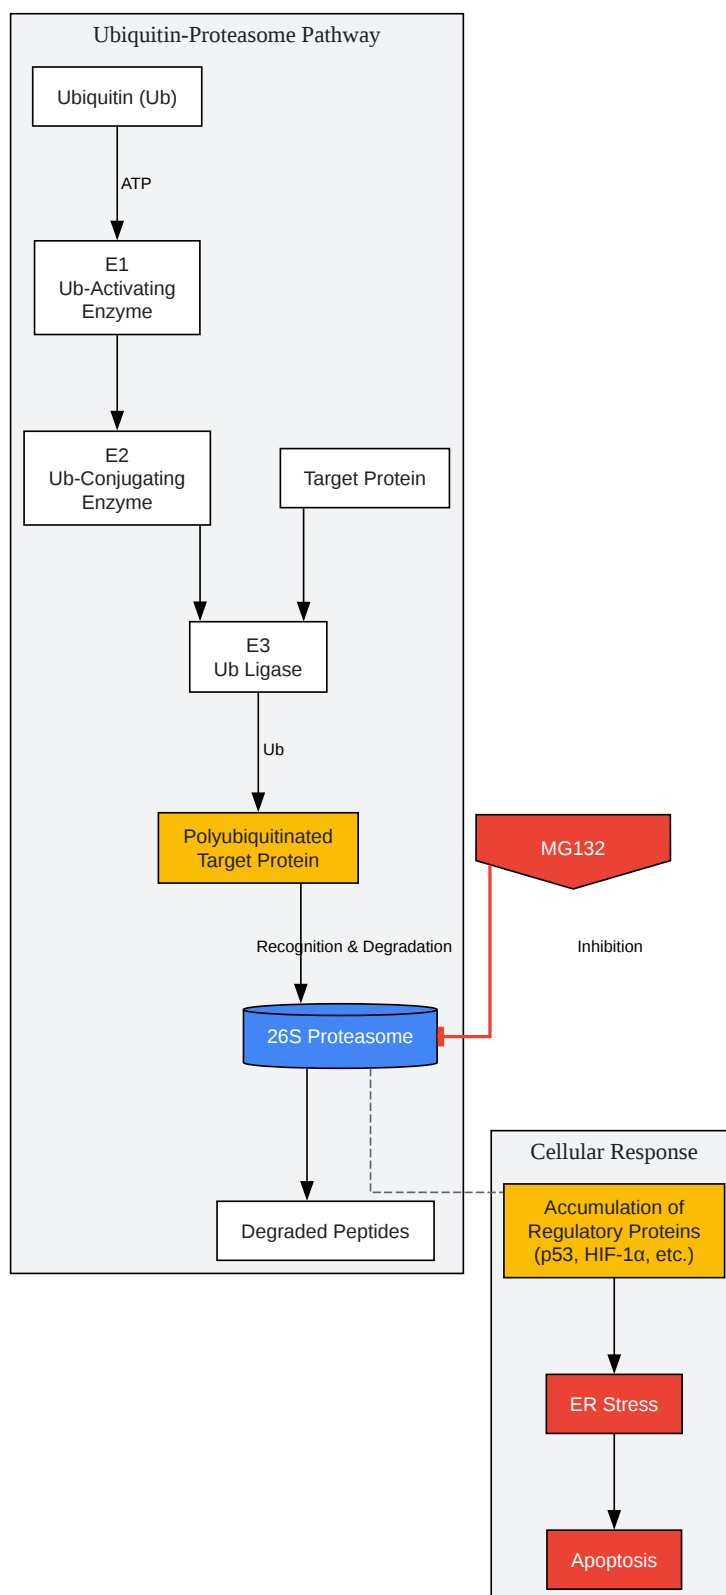 Ubiquitin-Proteasome Pathway
Ubiquitin (Ub)
ATP
E1
Ub-Activating
Enzyme
E2
Ub-Conjugating
Enzyme
Target Protein
E3
Ub Ligase
Ub
Polyubiquitinated
Target Protein
MG132
Recognition & Degradation
Inhibition
26S Proteasome
Degraded Peptides
Cellular Response
Accumulation of
Regulatory Proteins
(p53, HIF-1α, etc.)
ER Stress
Apoptosis